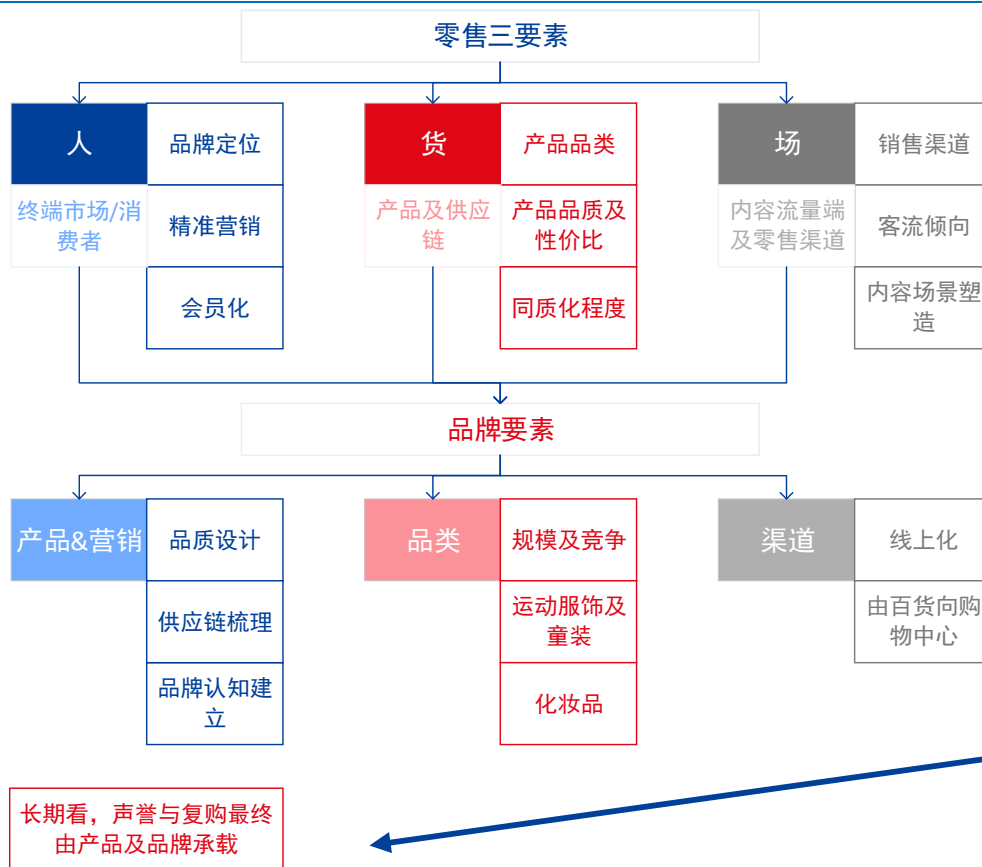 零售三要素
人
品牌定位
终端市场/消
费者
精准营销
会员化
货
产品品类
产品及供应
链
产品品质及
性价比
同质化程度
场
销售渠道
内容流量端
及零售渠道
客流倾向
内容场景塑
造
品牌要素
产品&营销
品质设计
供应链梳理
品牌认知建
立
品类
规模及竞争
运动服饰及
童装
化妆品
渠道
线上化
由百货向购
物中心
长期看，声誉与复购最终
由产品及品牌承载